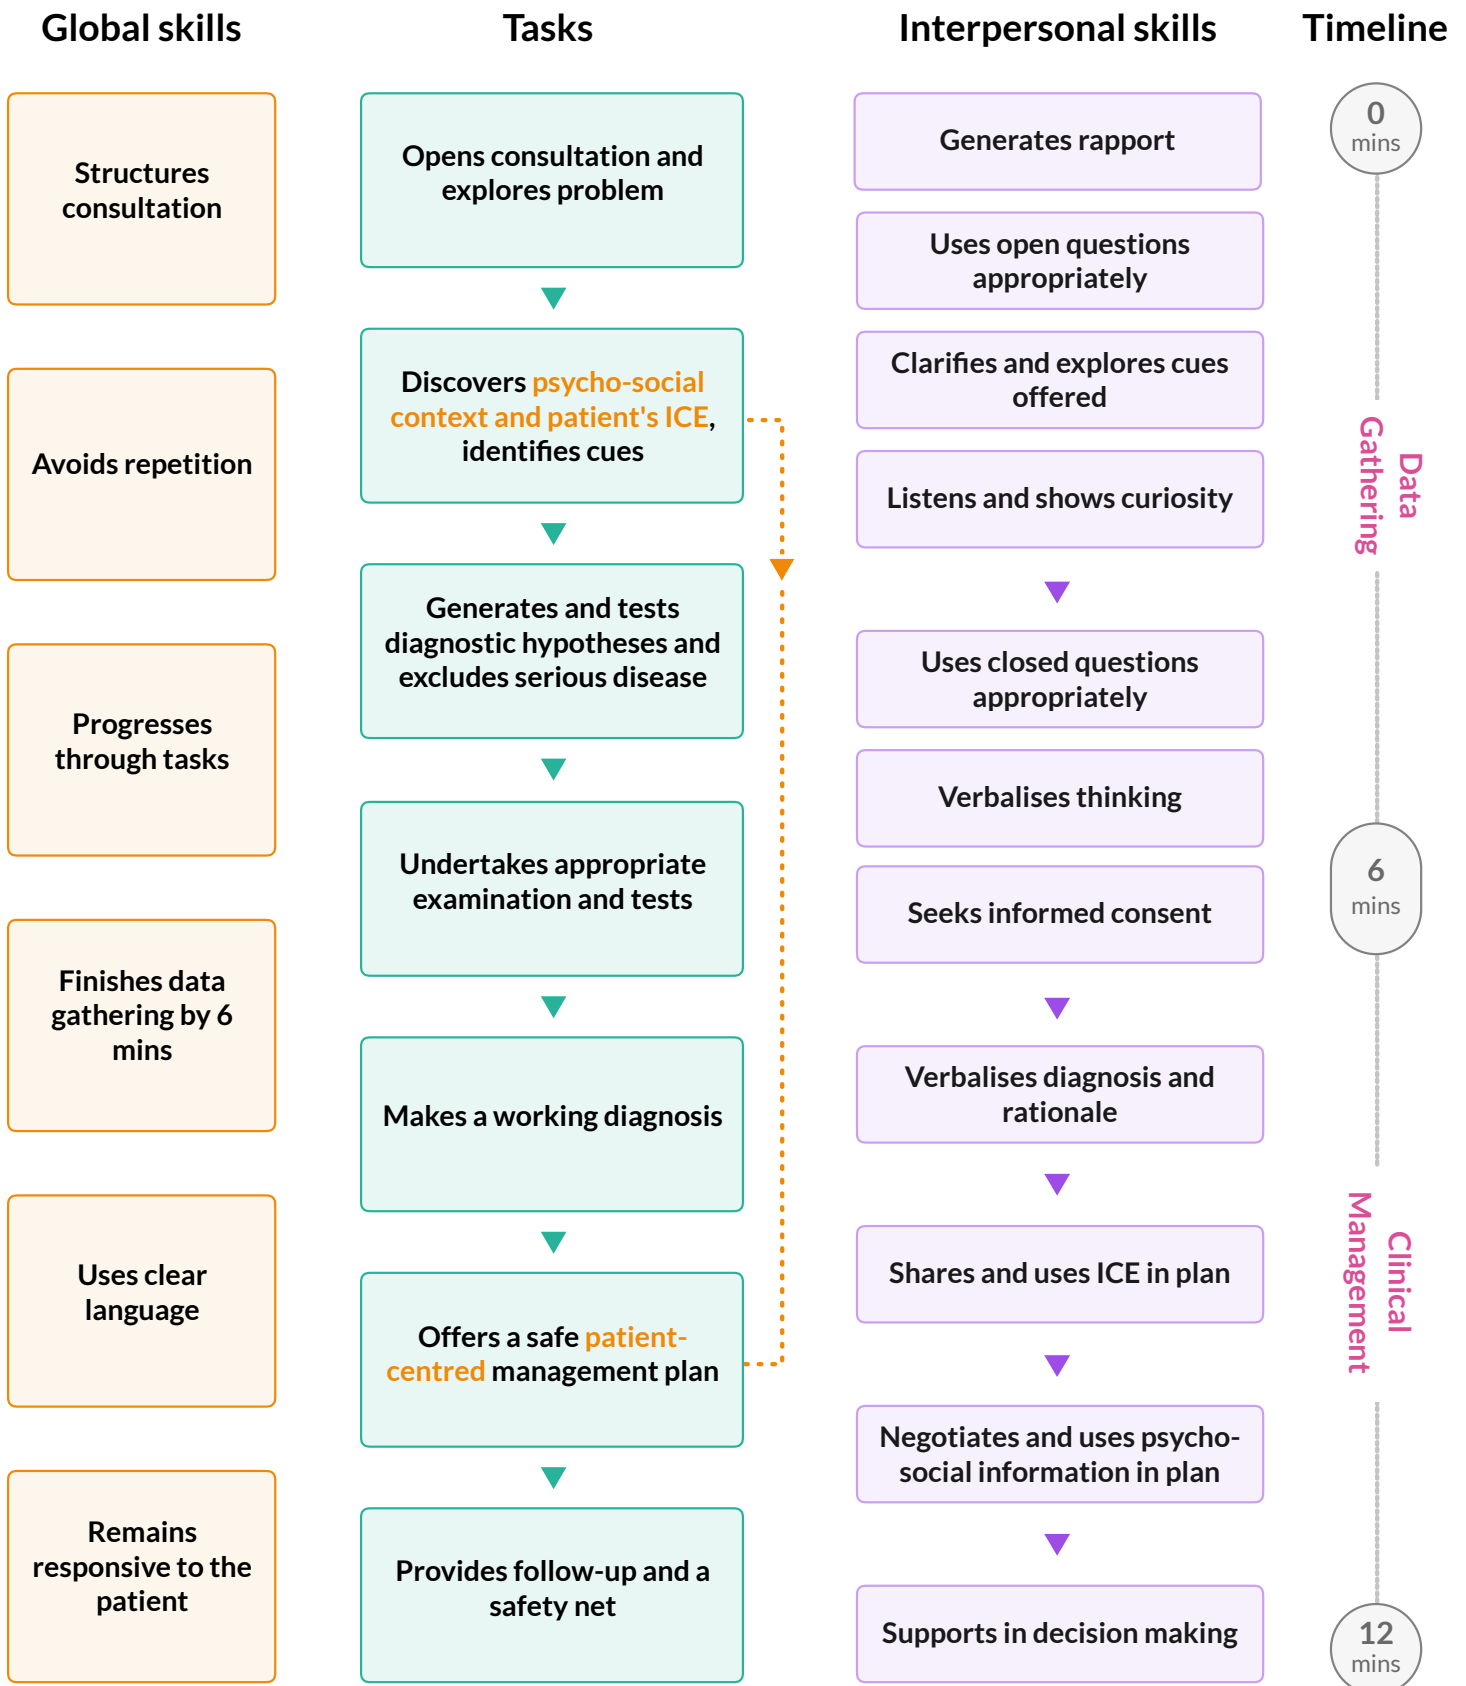 Global skills
Structures
consultation
Avoids repetition
Progresses
through tasks
Finishes data
gathering by 6
mins
Uses clear
language
Remains
responsive to the
patient
Tasks
Opens consultation and
explores problem
Discovers psycho-social
context and patient's ICE,
identifies cues
Generates and tests
diagnostic hypotheses and
excludes serious disease
Undertakes appropriate
examination and tests
Makes a working diagnosis
Offers a safe patient-
centred management plan
Provides follow-up and a
safety net
Interpersonal skills
Generates rapport
Uses open questions
appropriately
Clarifies and explores cues
offered
Listens and shows curiosity
Uses closed questions
appropriately
Verbalises thinking
Seeks informed consent
Verbalises diagnosis and
rationale
Shares and uses ICE in plan
Negotiates and uses psycho-
social information in plan
Supports in decision making
Timeline
0
mins
Data
Gathering
6
mins
Clinical
Management
12
mins